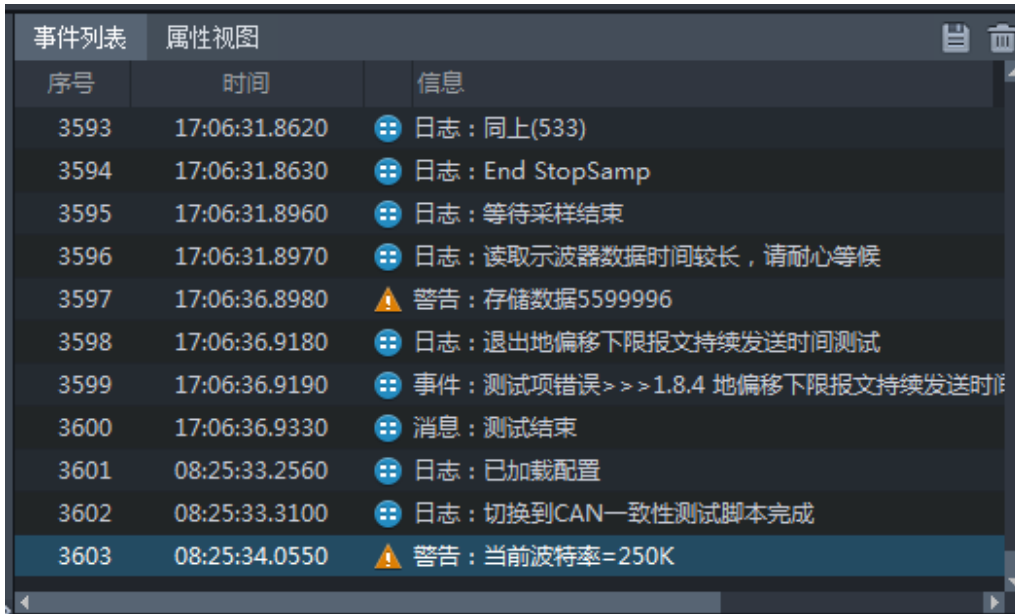 事件列表 属性视图
序号 时间 信息
3593 17:06:31.8620 日志：同上(533)
3594 17:06:31.8630 日志：End StopSamp
3595 17:06:31.8960 日志：等待采样结束
3596 17:06:31.8970 日志：读取示波器数据时间较长，请耐心等候
3597 17:06:36.8980 警告：存储数据5599996
3598 17:06:36.9180 日志：退出地偏移下限报文持续发送时间测试
3599 17:06:36.9190 事件：测试项错误>>>1.8.4 地偏移下限报文持续发送时间
3600 17:06:36.9330 消息：测试结束
3601 08:25:33.2560 日志：已加载配置
3602 08:25:33.3100 日志：切换到CAN一致性测试脚本完成
3603 08:25:34.0550 警告：当前波特率=250K